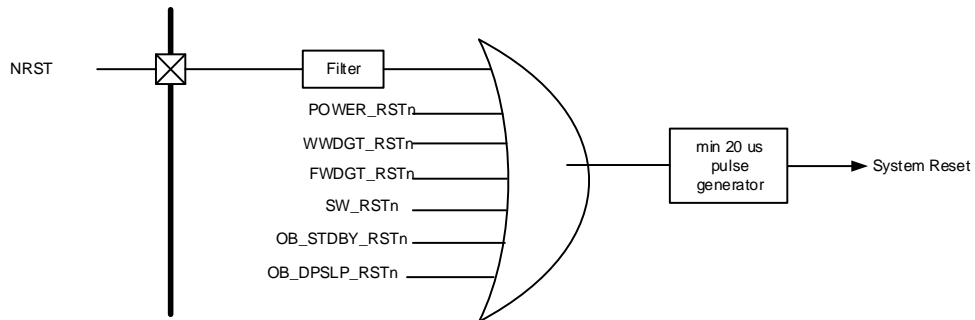 NRST
Filter
POWER_RSTn
WWDGT_RSTn
FWDGT_RSTn
SW_RSTn
OB_STDBY_RSTn
OB_DPSLP_RSTn
min 20 us
pulse
generator
System Reset